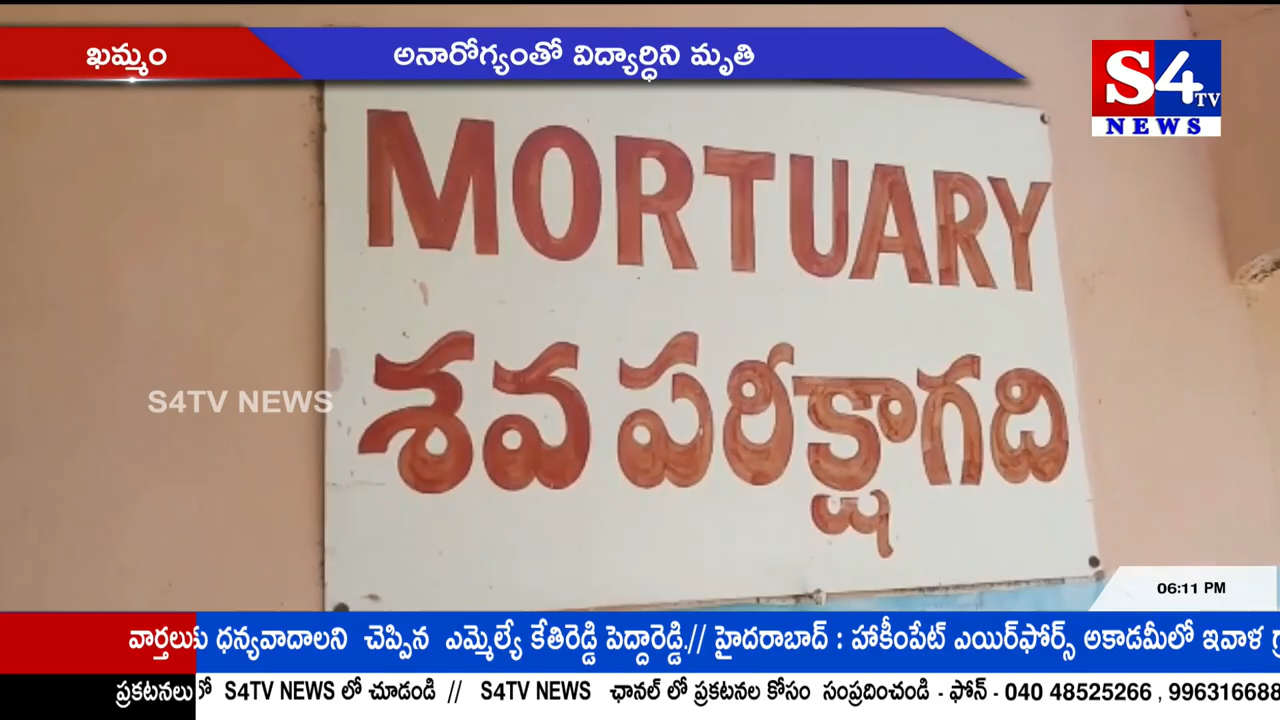 ఖమ్మం
అనారోగ్యంతో విద్యార్ధిని మృతి
S4 TV
NEWS
MORTUARY
శవ పరీక్షాగది
S4TV NEWS
06:11 PM
వార్తలు ధన్యవాదాలని చెప్పిన ఎమ్మెల్యే కేతిరెడ్డి పెద్దారెడ్డి.// హైదరాబాద్ : హాకీంపేట్ ఎయిర్‌ఫోర్స్ అకాడమీలో ఇవాళ
ప్రకటనలు S4TV NEWS లో చూడండి // S4TV NEWS ఛానల్ లో ప్రకటనల కోసం సంప్రదించండి - ఫోన్ - 040 48525266 , 996316688